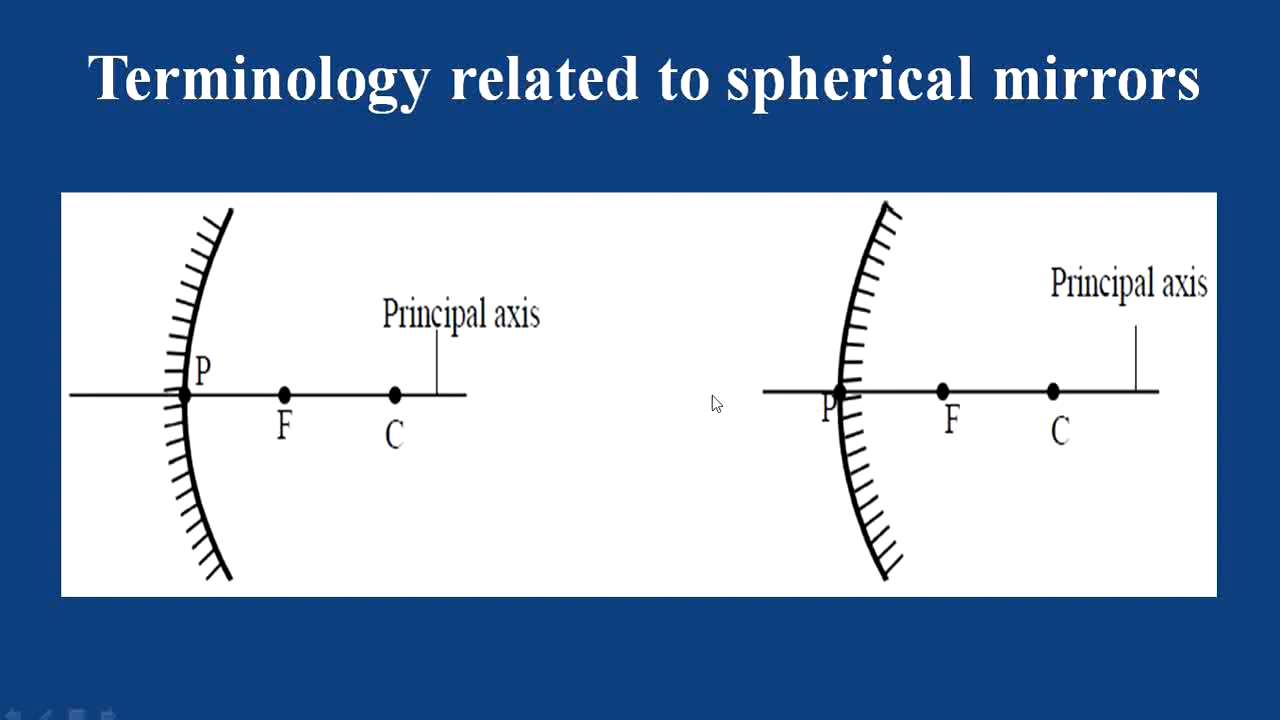 Terminology related to spherical mirrors
Principal axis
P
F
C
Principal axis
P
F
C